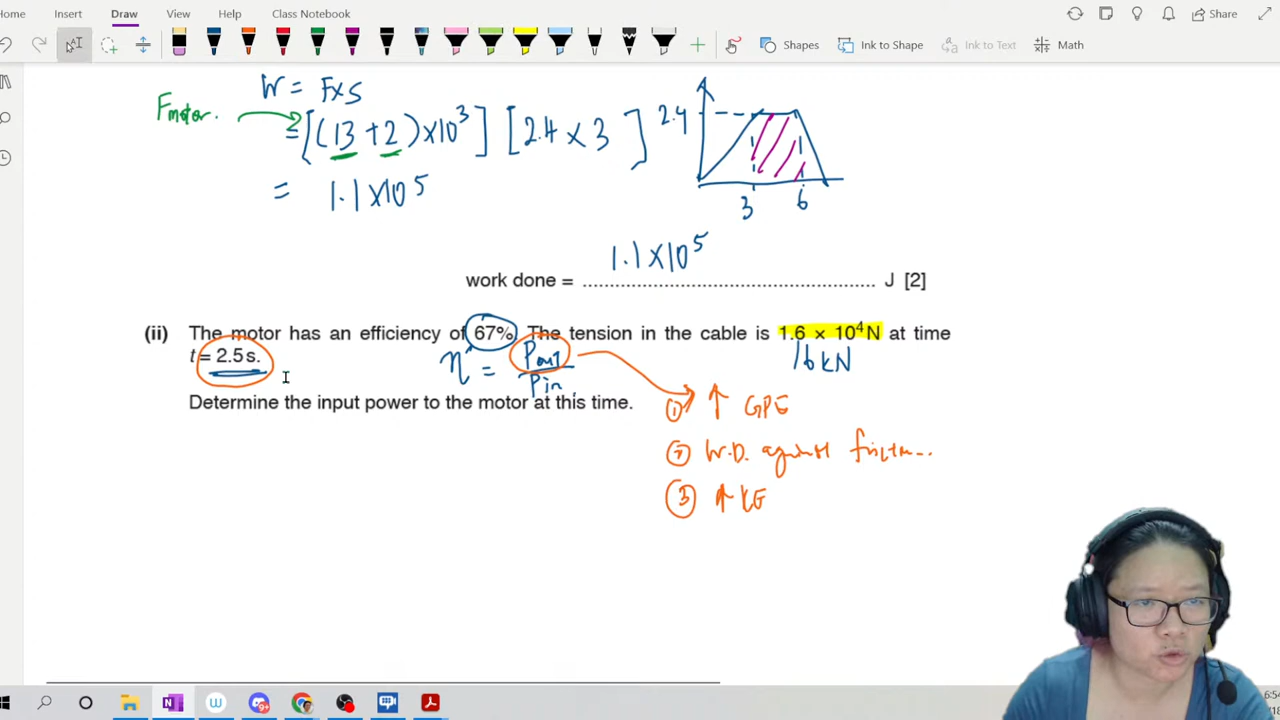 Home Insert Draw View Help Class Notebook Share
Shapes Ink to Shape Ink to Text Math
W = F×S
Fmotor.
= [(13 + 2) × 10³] [2.4 × 3] 2.4
= 1.1×10⁵
3 6
1.1×10⁵
work done = ........................................................ J [2]
(ii) The motor has an efficiency of 67%. The tension in the cable is 1.6 × 10⁴ N at time
t = 2.5 s.
η = Pout / Pin
16kN
Determine the input power to the motor at this time.
① ↑ GPE
② W.D. against friction..
③ ↑ KE
6:54